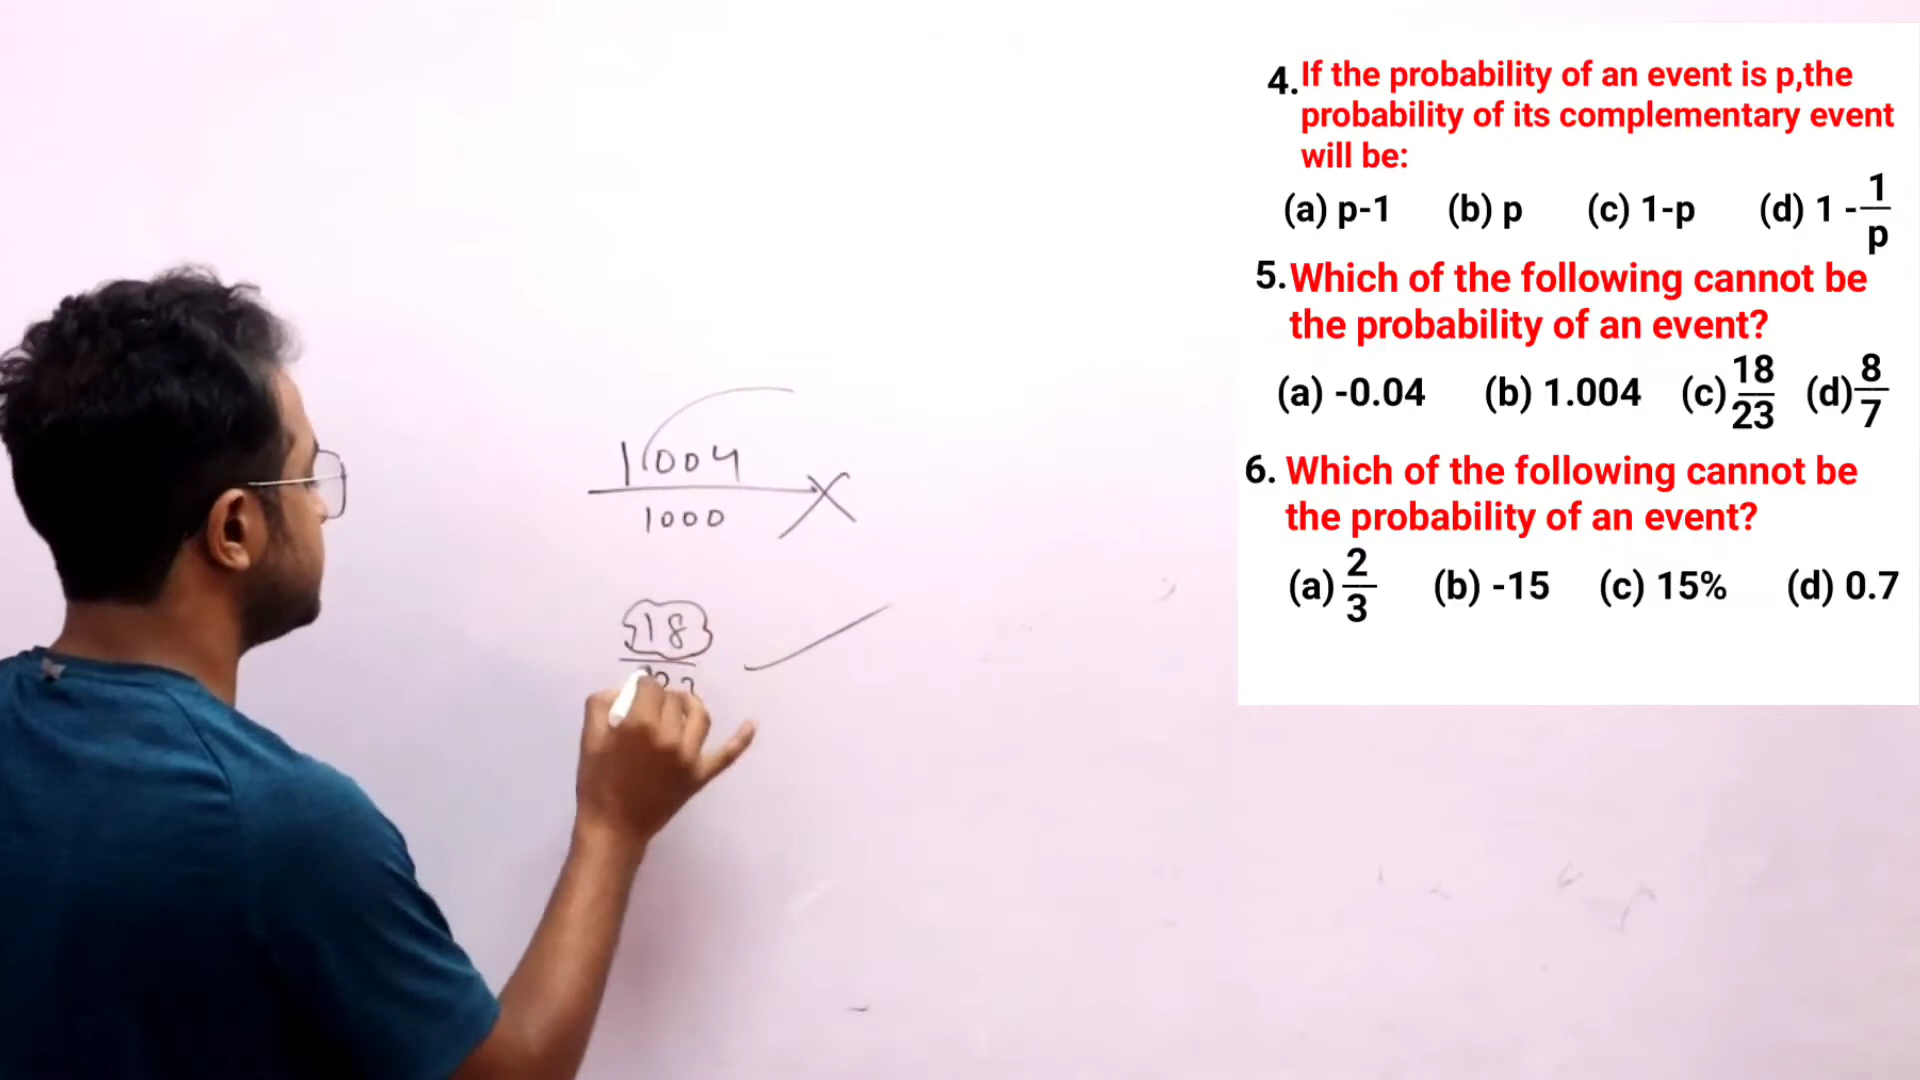 4. If the probability of an event is p,the
probability of its complementary event
will be:
(a) p-1 (b) p (c) 1-p (d) 1 - 1/p
5. Which of the following cannot be
the probability of an event?
(a) -0.04 (b) 1.004 (c) 18/23 (d) 8/7
6. Which of the following cannot be
the probability of an event?
(a) 2/3 (b) -15 (c) 15% (d) 0.7
1004
1000
18